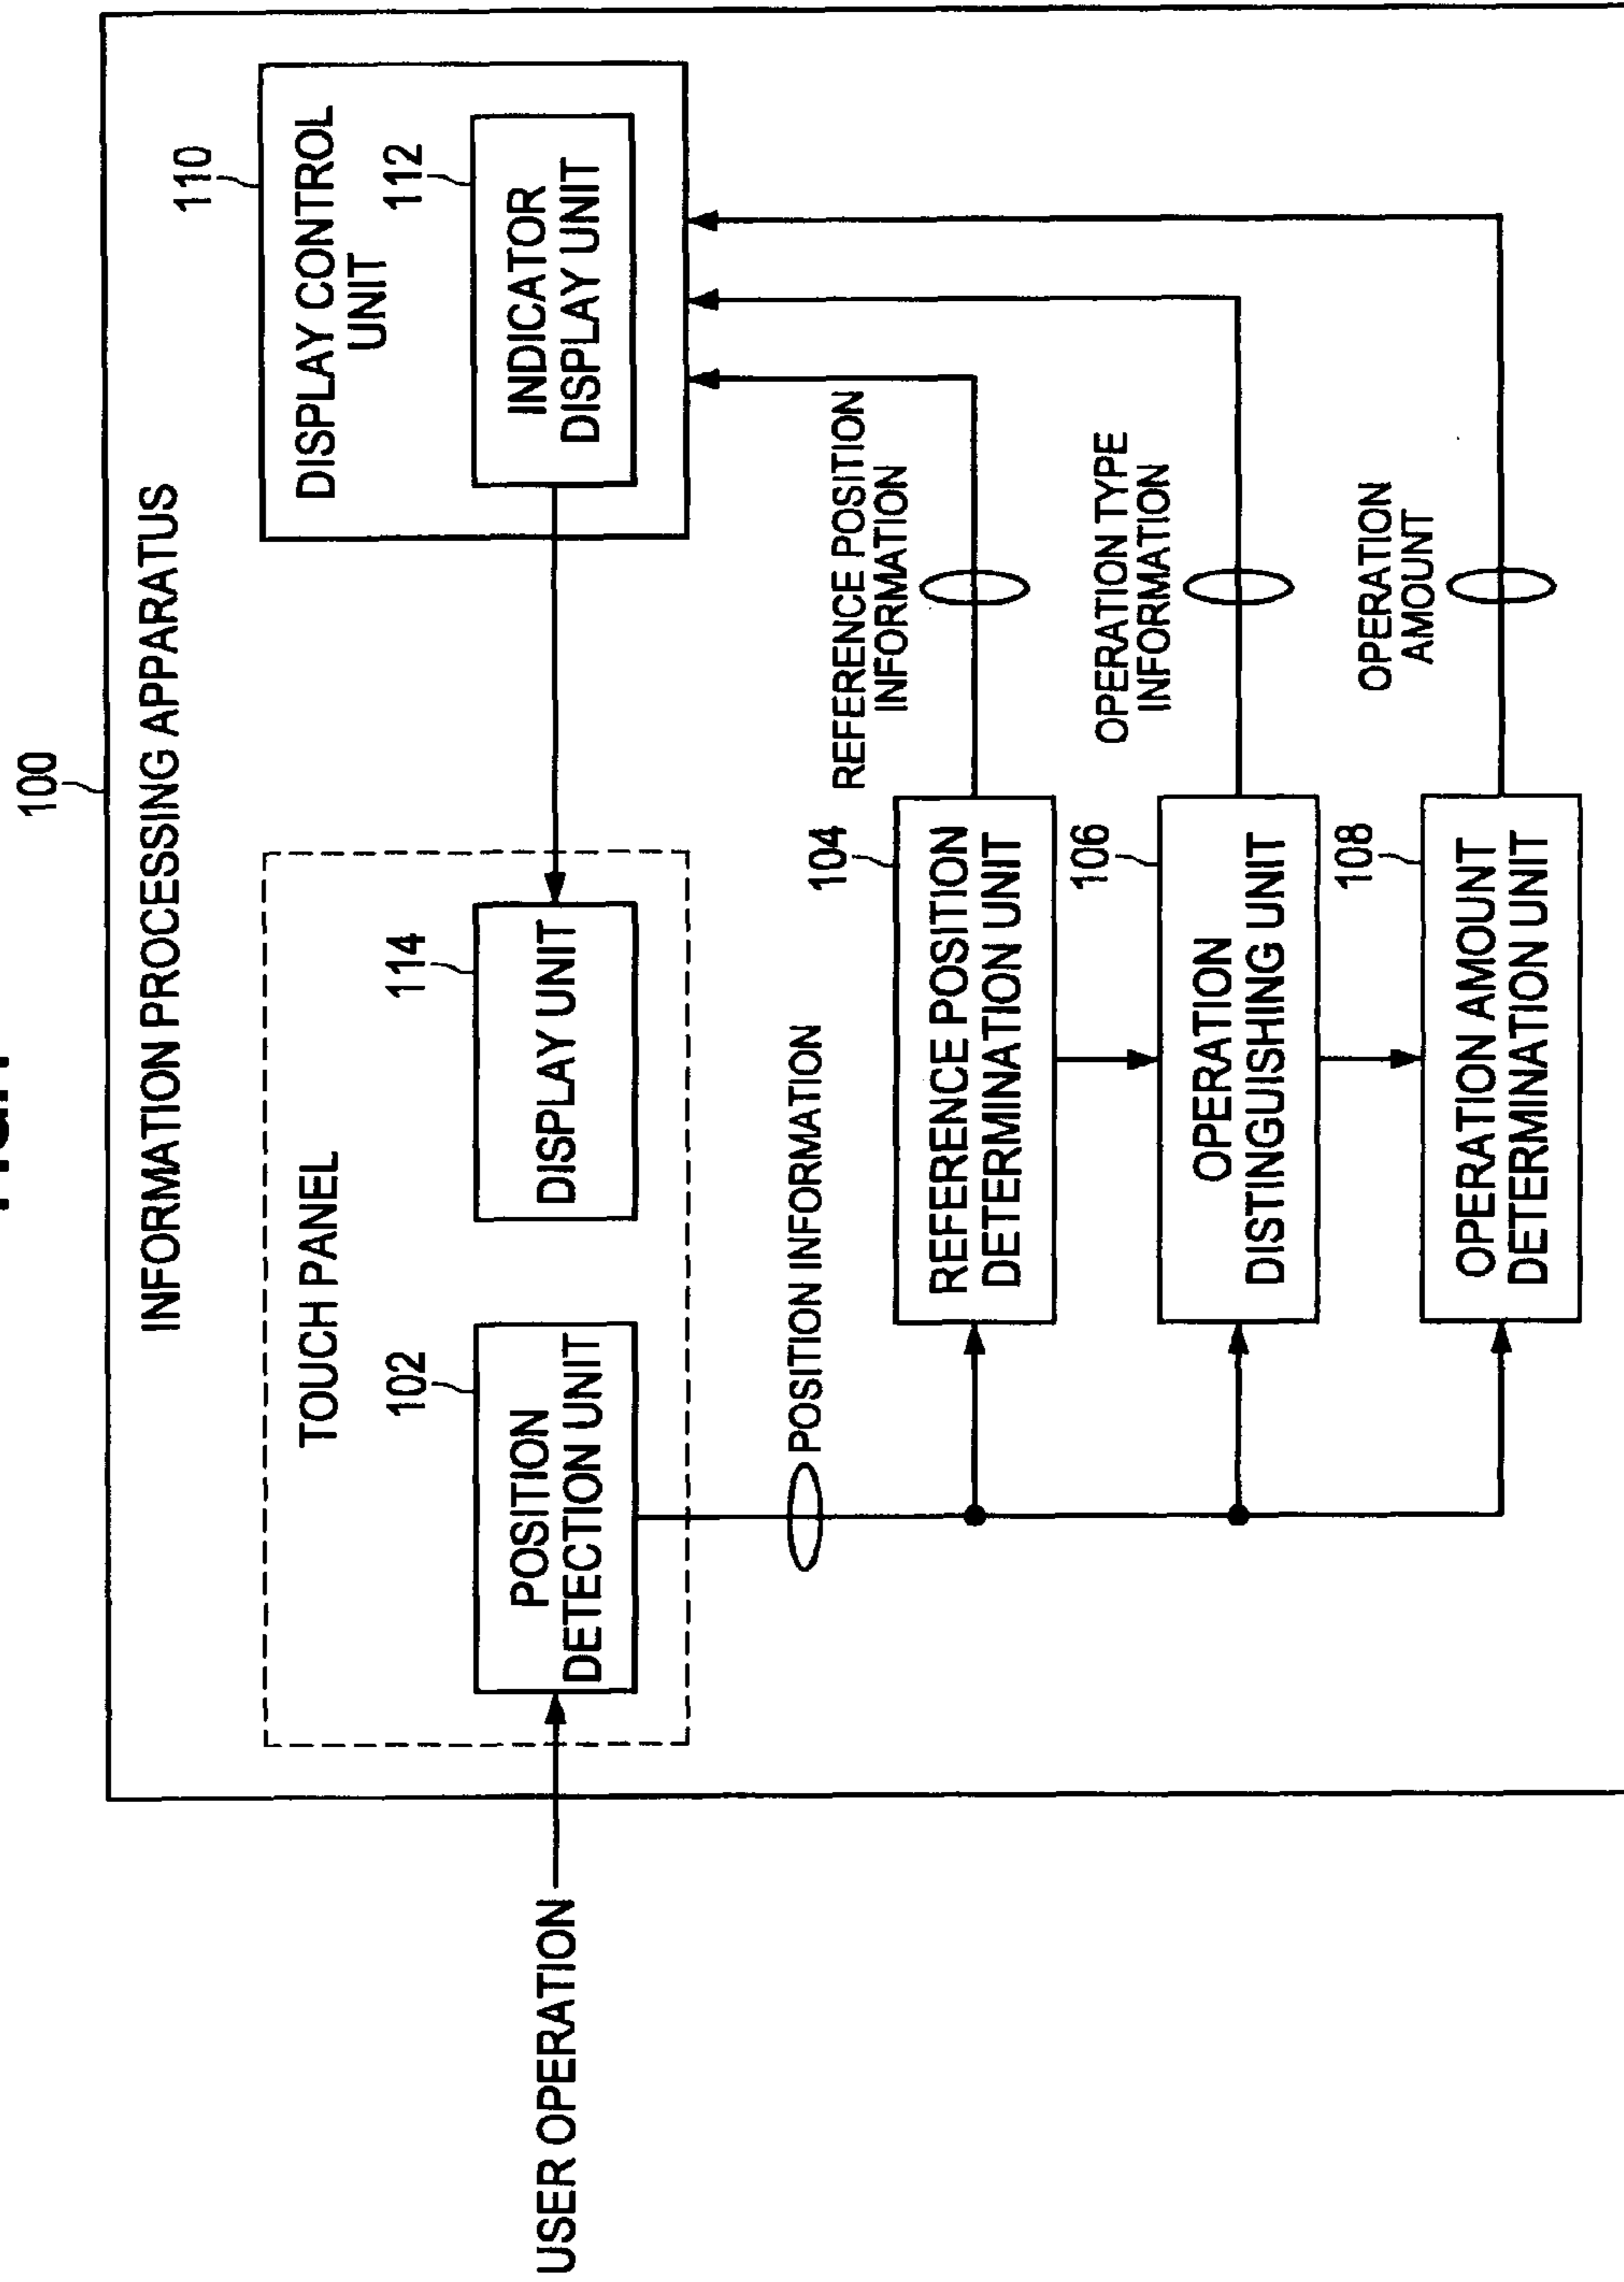 100
INFORMATION PROCESSING APPARATUS
TOUCH PANEL
USER OPERATION
102
POSITION
DETECTION UNIT
114
DISPLAY UNIT
110
DISPLAY CONTROL
UNIT
112
INDICATOR
DISPLAY UNIT
POSITION INFORMATION
104
REFERENCE POSITION
DETERMINATION UNIT
REFERENCE POSITION
INFORMATION
106
OPERATION
DISTINGUISHING UNIT
OPERATION TYPE
INFORMATION
108
OPERATION AMOUNT
DETERMINATION UNIT
OPERATION
AMOUNT